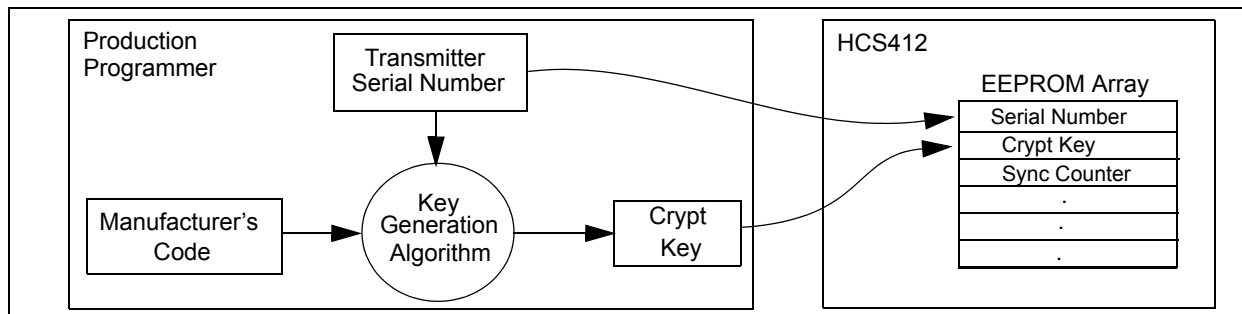 Production
Programmer
Transmitter
Serial Number
Manufacturer's
Code
Key
Generation
Algorithm
Crypt
Key
HCS412
EEPROM Array
Serial Number
Crypt Key
Sync Counter
.
.
.